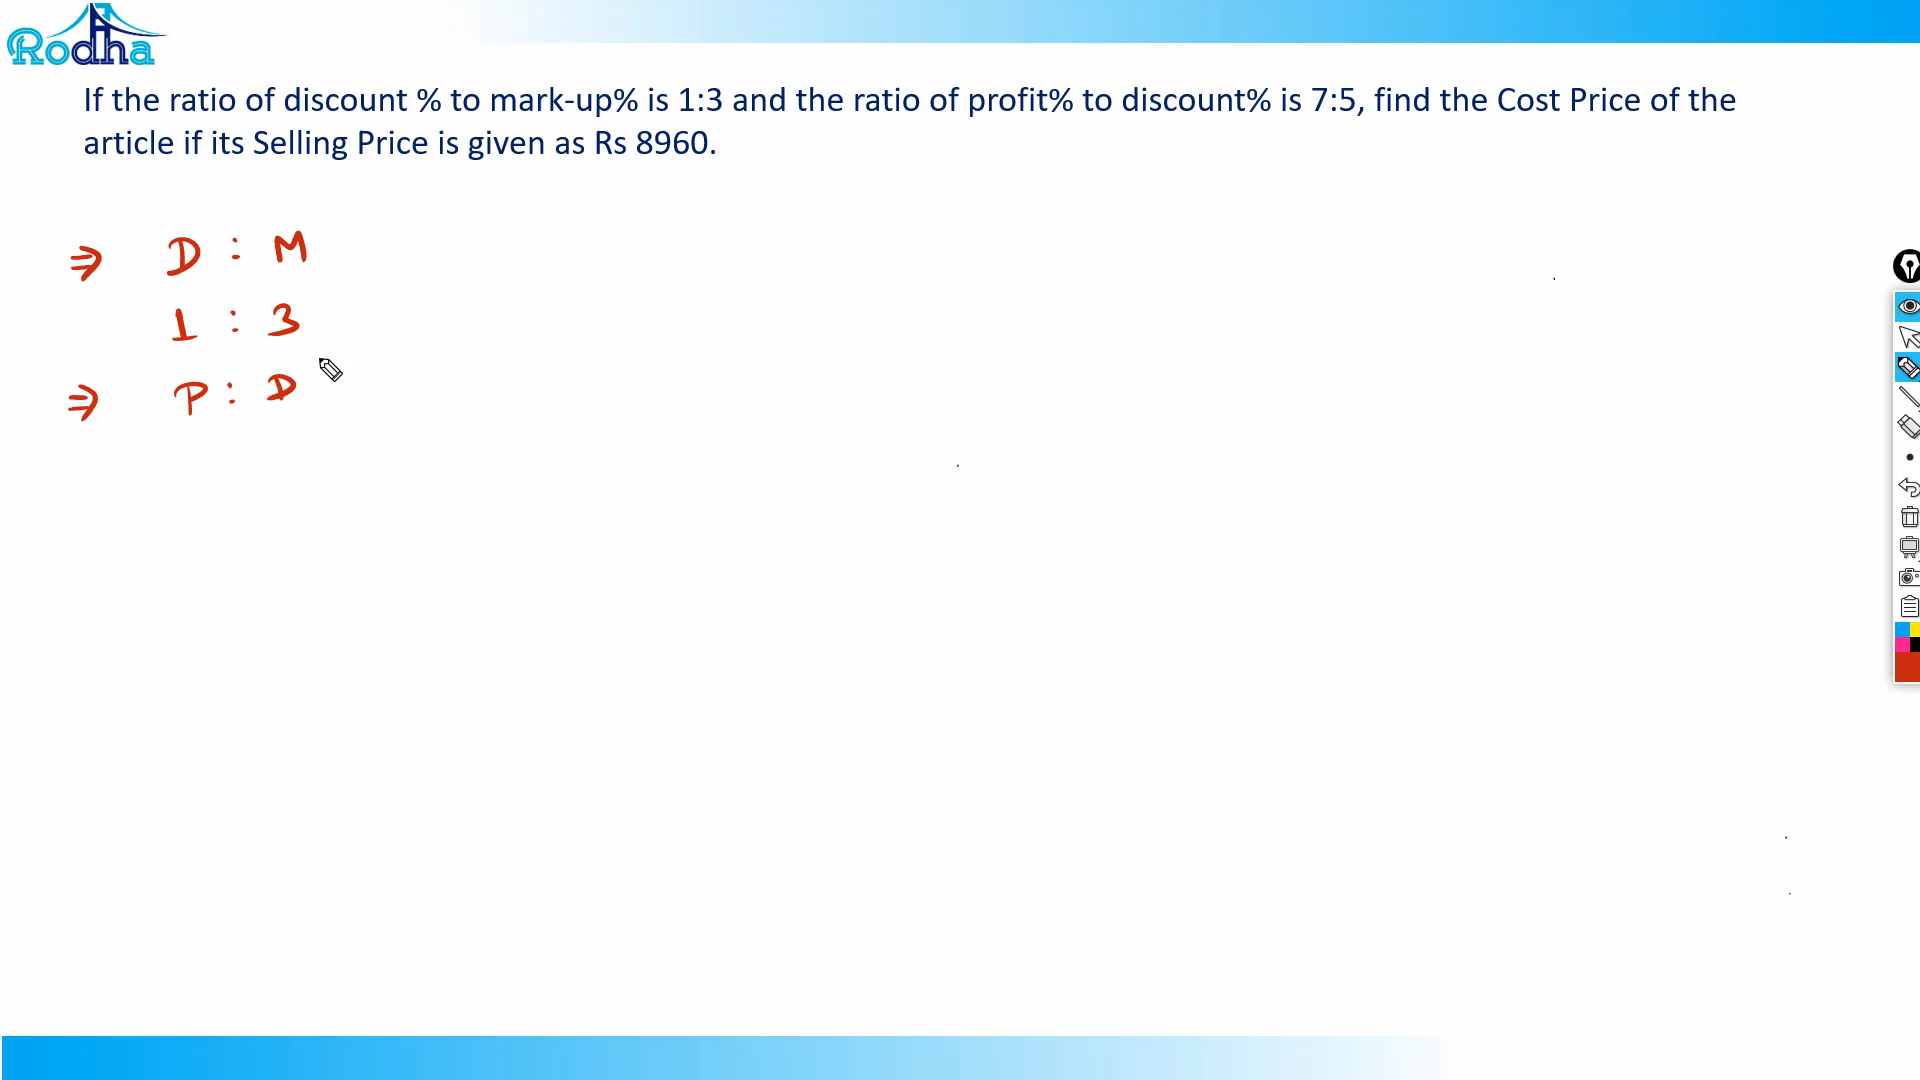 Rodha
If the ratio of discount % to mark-up% is 1:3 and the ratio of profit% to discount% is 7:5, find the Cost Price of the
article if its Selling Price is given as Rs 8960.
⇒ D : M
1 : 3
⇒ P : D